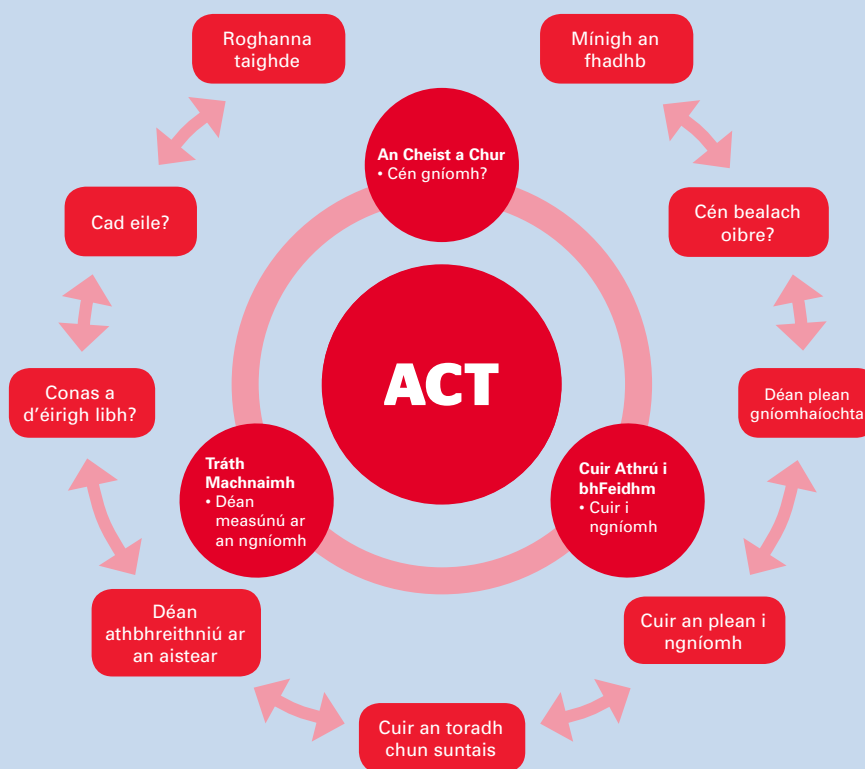 Roghanna
taighde
Mínigh an
fhadhb
An Cheist a Chur
• Cén gníomh?
Cad eile?
Cén bealach
oibre?
ACT
Conas a
d'éirigh libh?
Déan plean
gníomhaíochta
Tráth
Machnaimh
• Déan
measúnú ar
an ngníomh
Cuir Athrú i
bhFeidhm
• Cuir i
ngníomh
Déan
athbhreithniú ar
an aistear
Cuir an plean i
ngníomh
Cuir an toradh
chun suntais